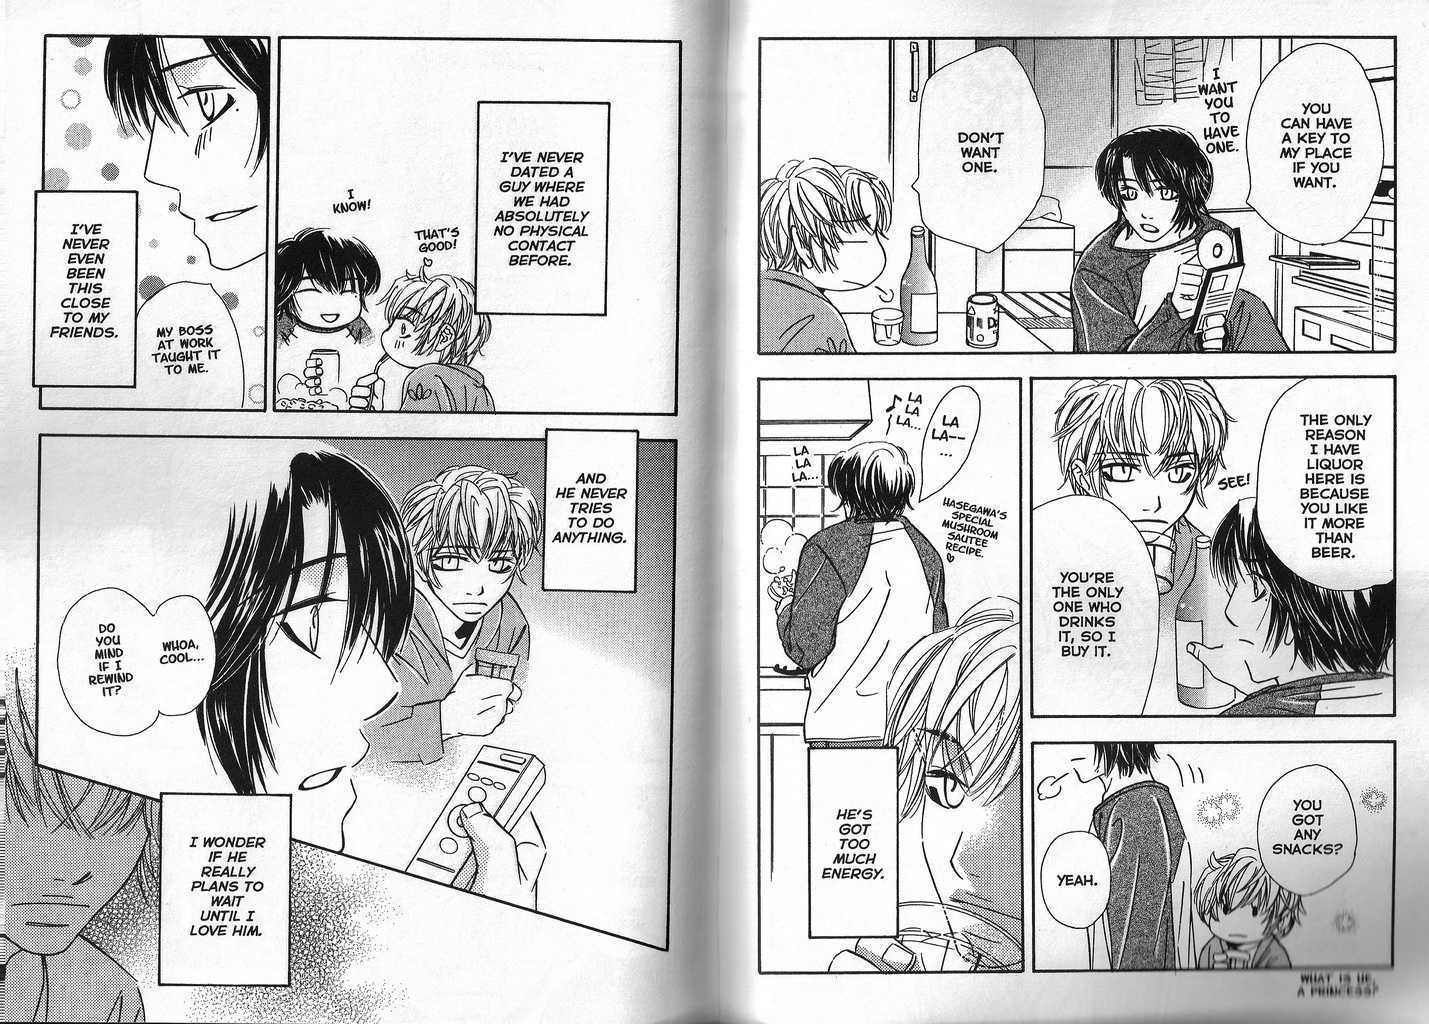 YOU
CAN HAVE
A KEY TO
MY PLACE
IF YOU
WANT.
I
WANT
YOU
TO
HAVE
ONE.
DON'T
WANT
ONE.
THE ONLY
REASON
I HAVE
LIQUOR
HERE IS
BECAUSE
YOU LIKE
IT MORE
THAN
BEER.
SEE!
YOU'RE
THE ONLY
ONE WHO
DRINKS
IT, SO I
BUY IT.
LA
LA
LA...
LA
LA--
...
LA
LA
LA...
HASEGAWA'S
SPECIAL
MUSHROOM
SAUTEE
RECIPE.
HE'S
GOT
TOO
MUCH
ENERGY.
YOU
GOT
ANY
SNACKS?
YEAH.
WHAT IS HE,
A PRINCESS?
I'VE NEVER
DATED A
GUY WHERE
WE HAD
ABSOLUTELY
NO PHYSICAL
CONTACT
BEFORE.
THAT'S
GOOD!
I
KNOW!
I'VE
NEVER
EVEN
BEEN
THIS
CLOSE
TO MY
FRIENDS.
MY BOSS
AT WORK
TAUGHT IT
TO ME.
AND
HE NEVER
TRIES
TO DO
ANYTHING.
WHOA,
COOL...
DO
YOU
MIND
IF I
REWIND
IT?
I WONDER
IF HE
REALLY
PLANS TO
WAIT
UNTIL I
LOVE HIM.